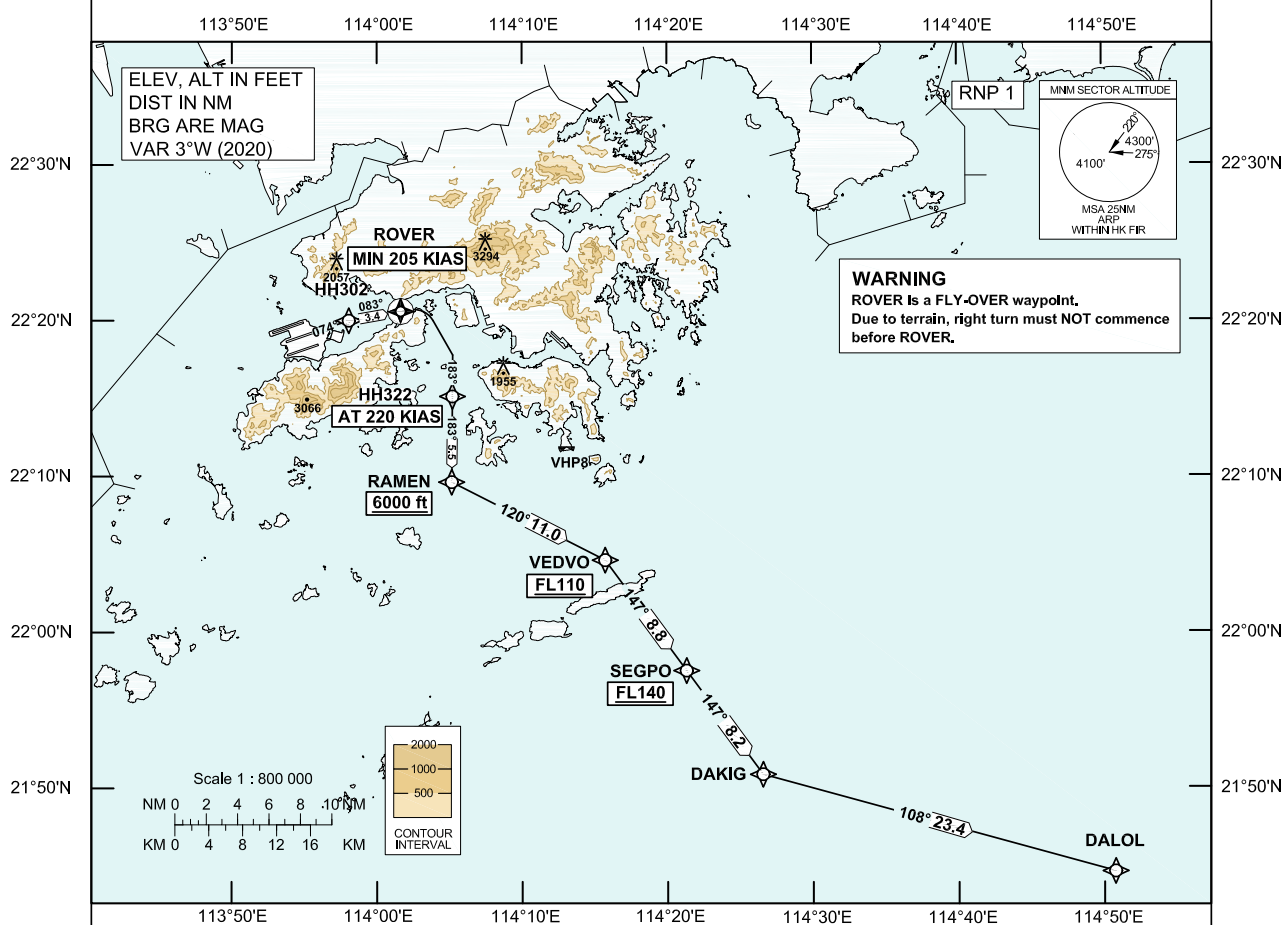 113°50'E
114°00'E
114°10'E
114°20'E
114°30'E
114°40'E
114°50'E
ELEV, ALT IN FEET
DIST IN NM
BRG ARE MAG
VAR 3°W (2020)
RNP 1
MNM SECTOR ALTITUDE
220°
4300'
275°
4100'
MSA 25NM
ARP
WITHIN HK FIR
22°30'N
22°30'N
ROVER
MIN 205 KIAS
3294
2057
HH302
WARNING
ROVER is a FLY-OVER waypoint.
Due to terrain, right turn must NOT commence
before ROVER.
22°20'N
22°20'N
074°
083°
3.4
183°
1955
3066
HH322
AT 220 KIAS
183°
5.5
VHP8
22°10'N
22°10'N
RAMEN
6000 ft
120°
11.0
VEDVO
FL110
147°
8.8
22°00'N
22°00'N
SEGPO
FL140
147°
8.2
DAKIG
21°50'N
21°50'N
108°
23.4
DALOL
Scale 1 : 800 000
NM 0 2 4 6 8 10 NM
KM 0 4 8 12 16 KM
2000
1000
500
CONTOUR
INTERVAL
113°50'E
114°00'E
114°10'E
114°20'E
114°30'E
114°40'E
114°50'E